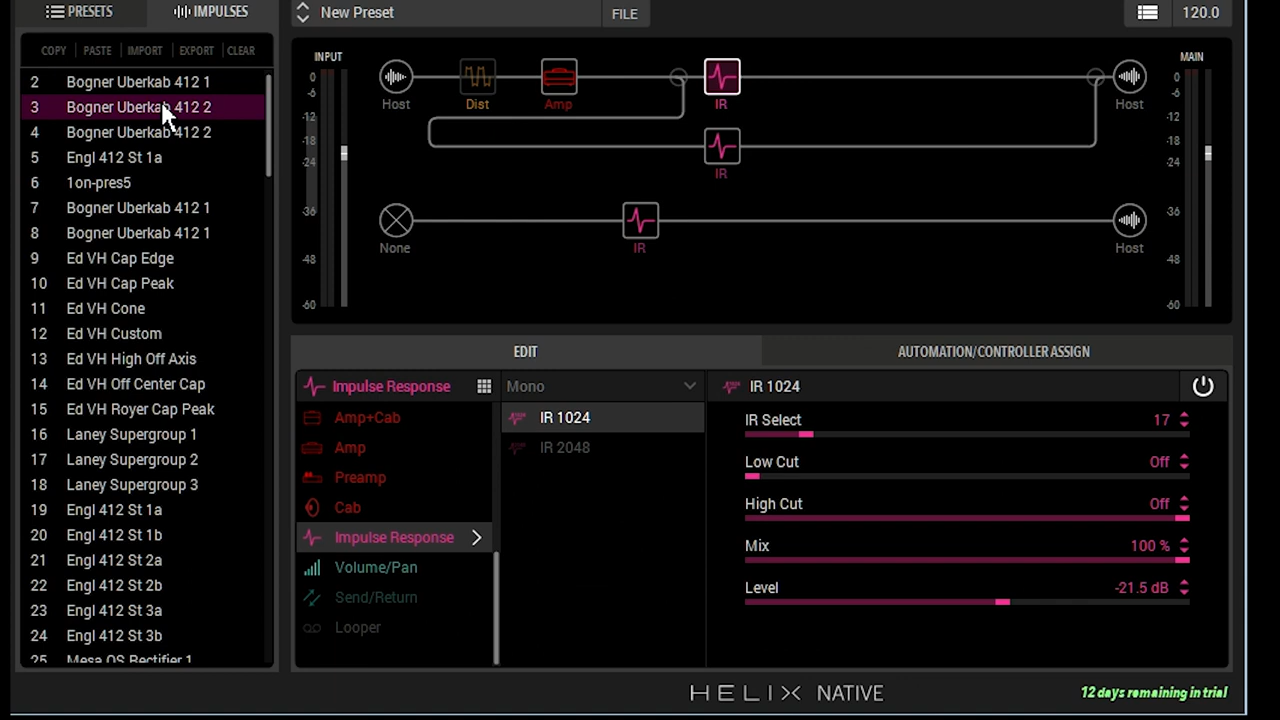 PRESETS
IMPULSES
New Preset
FILE
120.0
COPY
PASTE
IMPORT
EXPORT
CLEAR
2 Bogner Uberkab 412 1
3 Bogner Uberkab 412 2
4 Bogner Uberkab 412 2
5 Engl 412 St 1a
6 1on-pres5
7 Bogner Uberkab 412 1
8 Bogner Uberkab 412 1
9 Ed VH Cap Edge
10 Ed VH Cap Peak
11 Ed VH Cone
12 Ed VH Custom
13 Ed VH High Off Axis
14 Ed VH Off Center Cap
15 Ed VH Royer Cap Peak
16 Laney Supergroup 1
17 Laney Supergroup 2
18 Laney Supergroup 3
19 Engl 412 St 1a
20 Engl 412 St 1b
21 Engl 412 St 2a
22 Engl 412 St 2b
23 Engl 412 St 3a
24 Engl 412 St 3b
25 Mesa OS Rectifier 1
INPUT
0
-6
-12
-18
-24
-36
-48
-60
Host
Dist
Amp
IR
Host
IR
None
IR
Host
MAIN
0
-6
-12
-18
-24
-36
-48
-60
EDIT
AUTOMATION/CONTROLLER ASSIGN
Impulse Response
Amp+Cab
Amp
Preamp
Cab
Impulse Response
Volume/Pan
Send/Return
Looper
Mono
IR 1024
IR 2048
IR 1024
IR Select 17
Low Cut Off
High Cut Off
Mix 100 %
Level -21.5 dB
HELIX NATIVE
12 days remaining in trial